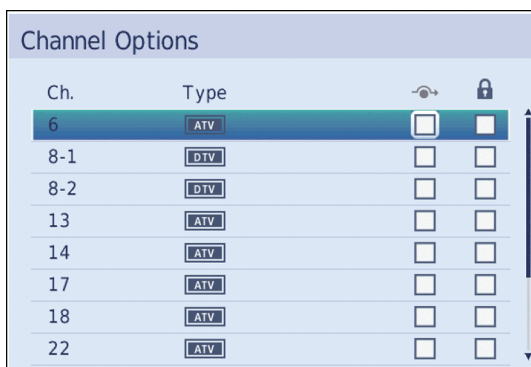 Channel Options
Ch. Type
6 ATV
8-1 DTV
8-2 DTV
13 ATV
14 ATV
17 ATV
18 ATV
22 ATV